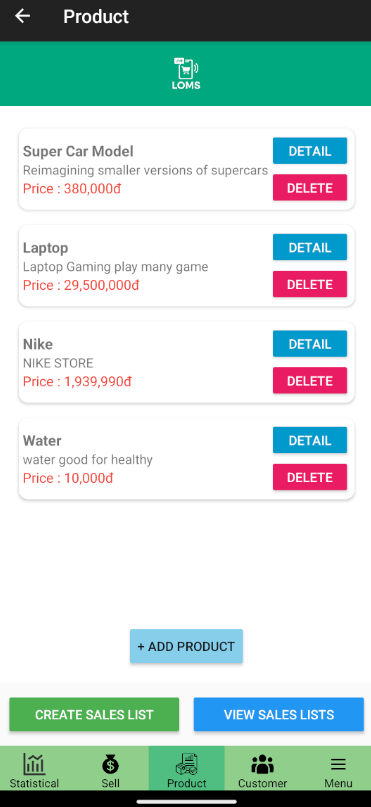 Product
LOMS
Super Car Model
DETAIL
Reimagining smaller versions of supercars
Price : 380,000đ
DELETE
Laptop
DETAIL
Laptop Gaming play many game
Price : 29,500,000đ
DELETE
Nike
DETAIL
NIKE STORE
Price : 1,939,990đ
DELETE
Water
DETAIL
water good for healthy
Price : 10,000đ
DELETE
+ ADD PRODUCT
CREATE SALES LIST
VIEW SALES LISTS
Statistical
Sell
Product
Customer
Menu